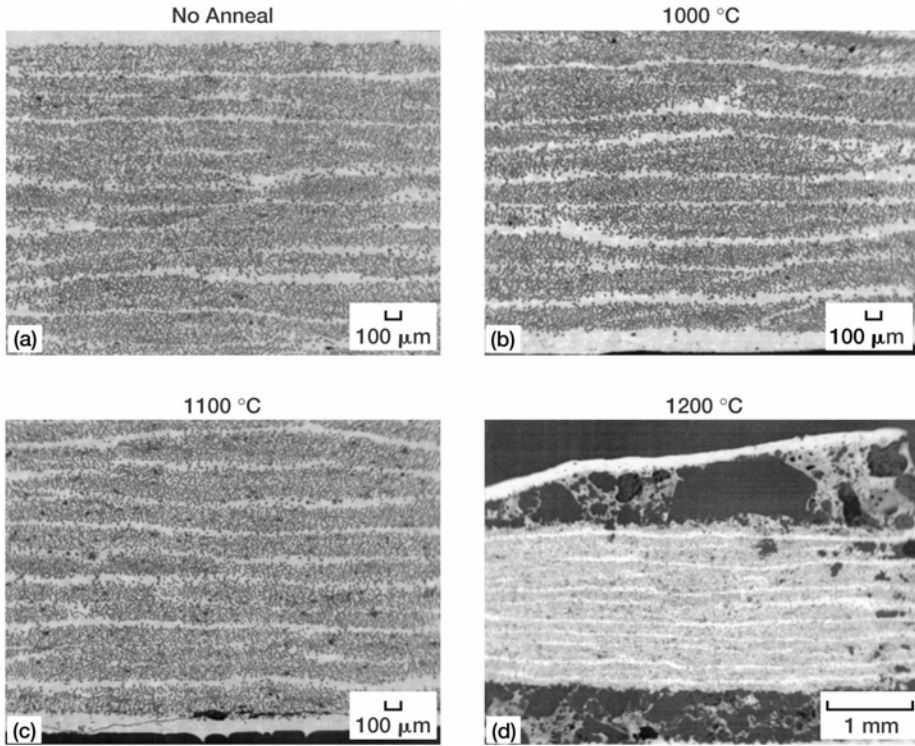 No Anneal
1000 °C
(a)
100 μm
(b)
100 μm
1100 °C
1200 °C
(c)
100 μm
(d)
1 mm